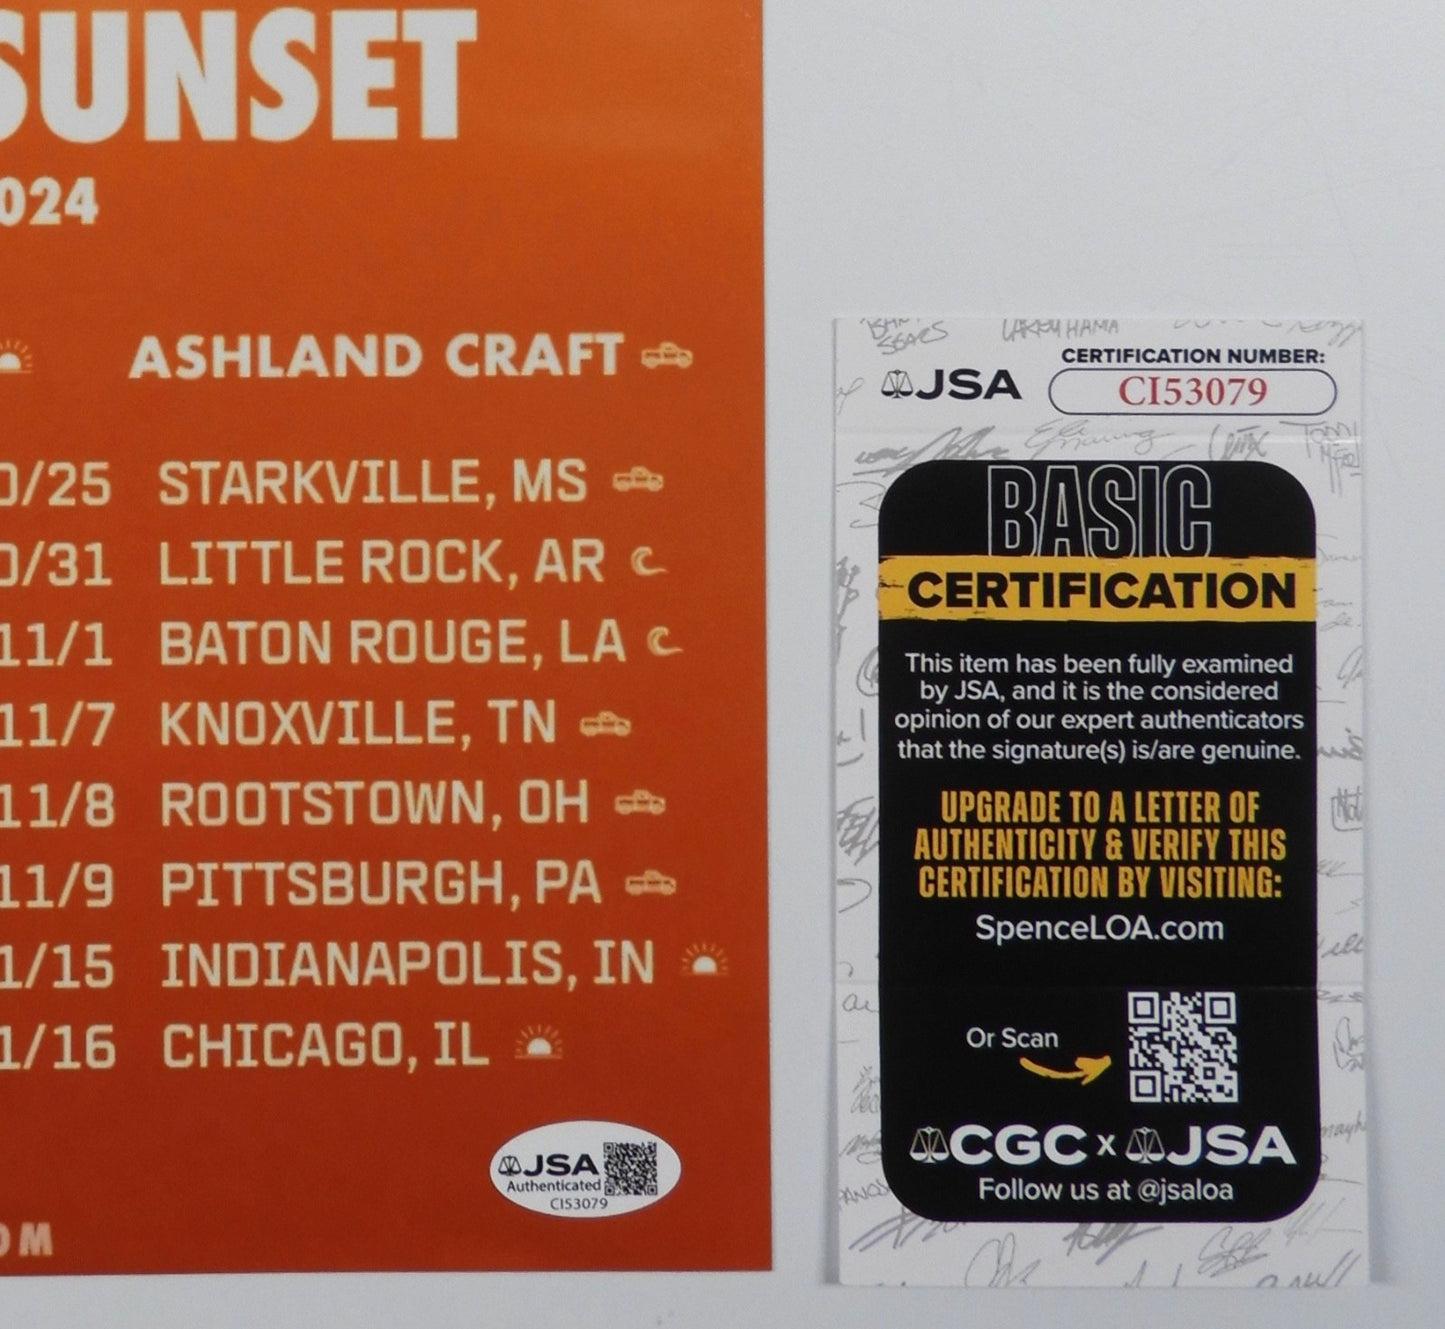 SUNSET
024
ASHLAND CRAFT
0/25 STARKVILLE, MS
0/31 LITTLE ROCK, AR
11/1 BATON ROUGE, LA
11/7 KNOXVILLE, TN
11/8 ROOTSTOWN, OH
11/9 PITTSBURGH, PA
1/15 INDIANAPOLIS, IN
1/16 CHICAGO, IL
OM
JSA
Authenticated
CI53079
CERTIFICATION NUMBER:
JSA
CI53079
BASIC
CERTIFICATION
This item has been fully examined
by JSA, and it is the considered
opinion of our expert authenticators
that the signature(s) is/are genuine.
UPGRADE TO A LETTER OF
AUTHENTICITY & VERIFY THIS
CERTIFICATION BY VISITING:
SpenceLOA.com
Or Scan
CGC x JSA
Follow us at @jsaloa